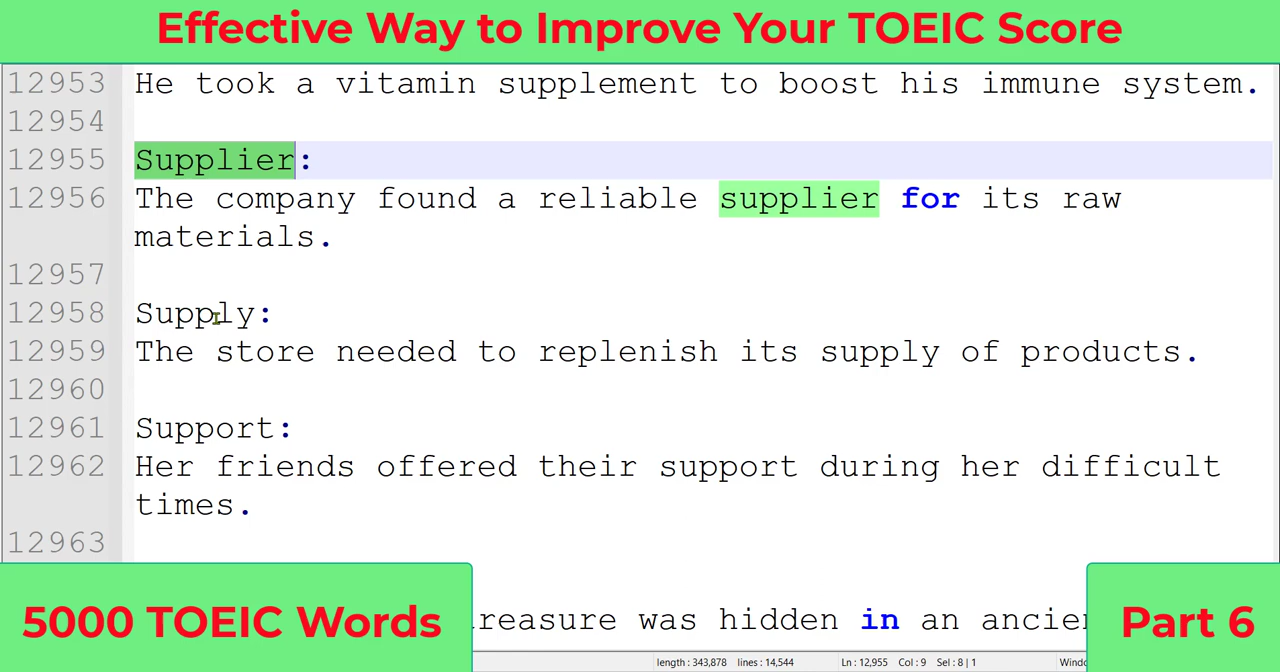 Effective Way to Improve Your TOEIC Score
12953 He took a vitamin supplement to boost his immune system.
12954
12955 Supplier:
12956 The company found a reliable supplier for its raw
materials.
12957
12958 Supply:
12959 The store needed to replenish its supply of products.
12960
12961 Support:
12962 Her friends offered their support during her difficult
times.
12963
was hidden in an
5000 TOEIC Words
Part 6
length : 343,878 lines : 14,544 Ln : 12,955 Col : 9 Sel : 8 | 1